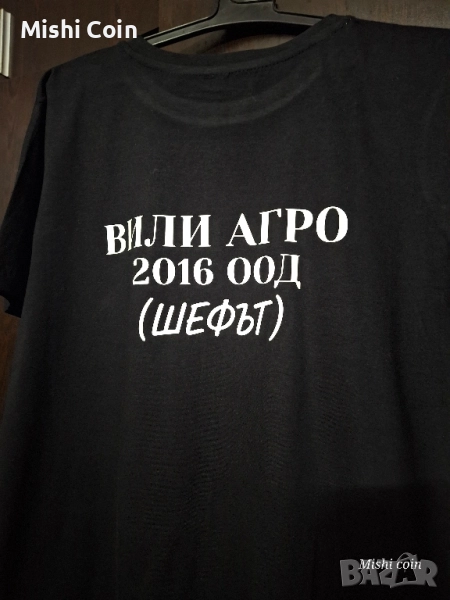 Mishi Coin
ВИЛИ АГРО
2016 ООД
(ШЕФЪТ)
Mishi coin
BAZAR